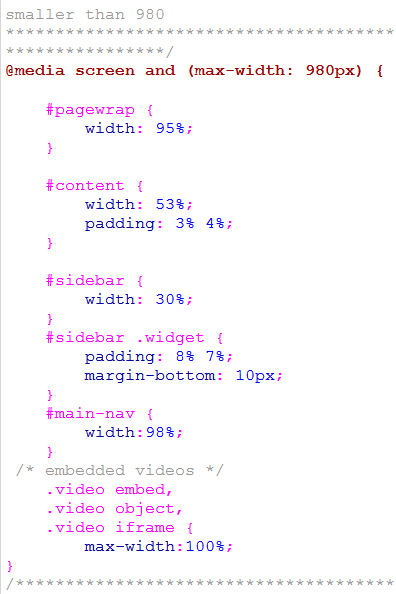 smaller than 980
***************************************
****************/
@media screen and (max-width: 980px) {
#pagewrap {
width: 95%;
}
#content {
width: 53%;
padding: 3% 4%;
}
#sidebar {
width: 30%;
}
#sidebar .widget {
padding: 8% 7%;
margin-bottom: 10px;
}
#main-nav {
width:98%;
}
/* embedded videos */
.video embed,
.video object,
.video iframe {
max-width:100%;
}
/**************************************